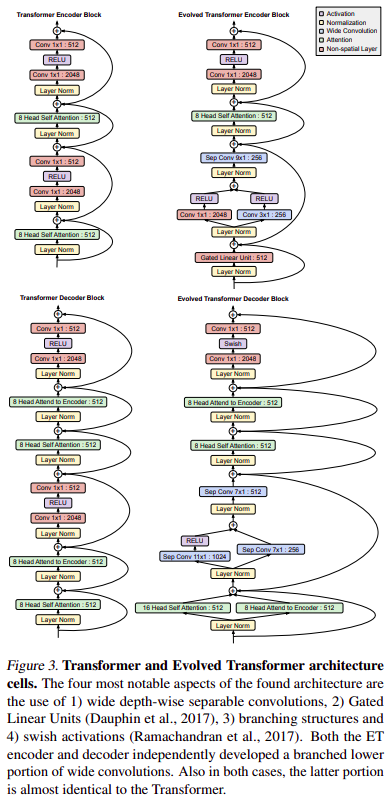 Transformer Encoder Block
Conv 1x1 : 512
RELU
Conv 1x1 : 2048
Layer Norm
8 Head Self Attention : 512
Layer Norm
Conv 1x1 : 512
RELU
Conv 1x1 : 2048
Layer Norm
8 Head Self Attention : 512
Layer Norm
Evolved Transformer Encoder Block
Conv 1x1 : 512
RELU
Conv 1x1 : 2048
Layer Norm
8 Head Self Attention : 512
Layer Norm
Sep Conv 9x1 : 256
Layer Norm
RELU
RELU
Conv 1x1 : 2048
Conv 3x1 : 256
Layer Norm
Gated Linear Unit : 512
Layer Norm
Activation
Normalization
Wide Convolution
Attention
Non-spatial Layer
Transformer Decoder Block
Conv 1x1 : 512
RELU
Conv 1x1 : 2048
Layer Norm
8 Head Attend to Encoder : 512
Layer Norm
8 Head Self Attention : 512
Layer Norm
Conv 1x1 : 512
RELU
Conv 1x1 : 2048
Layer Norm
8 Head Attend to Encoder : 512
Layer Norm
8 Head Self Attention : 512
Layer Norm
Evolved Transformer Decoder Block
Conv 1x1 : 512
Swish
Conv 1x1 : 2048
Layer Norm
8 Head Attend to Encoder : 512
Layer Norm
8 Head Self Attention : 512
Layer Norm
Sep Conv 7x1 : 512
Layer Norm
RELU
Sep Conv 11x1 : 1024
Sep Conv 7x1 : 256
Layer Norm
16 Head Self Attention : 512
8 Head Attend to Encoder : 512
Layer Norm
Figure 3. Transformer and Evolved Transformer architecture
cells. The four most notable aspects of the found architecture are
the use of 1) wide depth-wise separable convolutions, 2) Gated
Linear Units (Dauphin et al., 2017), 3) branching structures and
4) swish activations (Ramachandran et al., 2017). Both the ET
encoder and decoder independently developed a branched lower
portion of wide convolutions. Also in both cases, the latter portion
is almost identical to the Transformer.